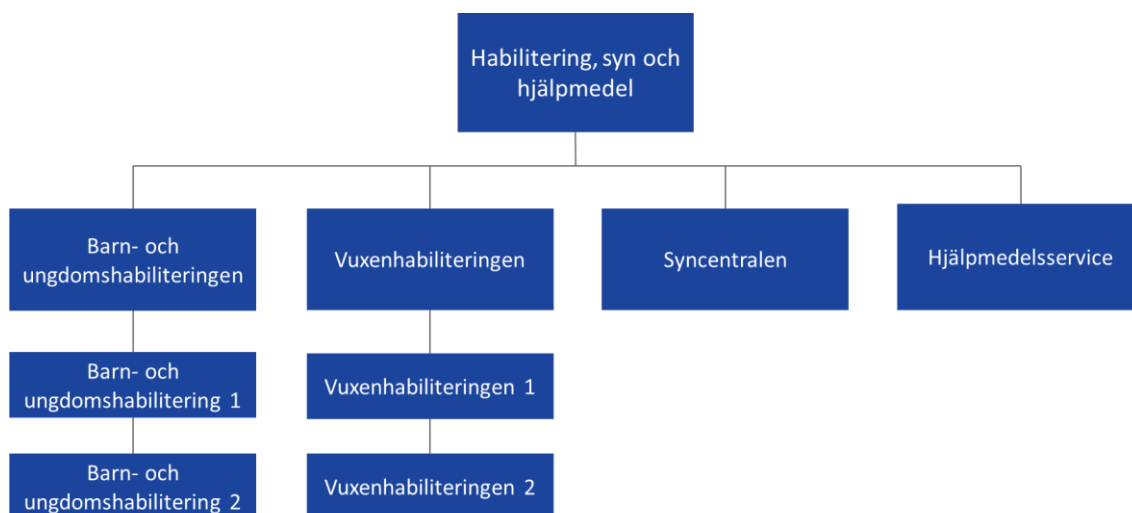 Habilitering, syn och
hjälpmedel
Barn- och
ungdomshabiliteringen
Vuxenhabiliteringen
Syncentralen
Hjälpmedelsservice
Barn- och
ungdomshabilitering 1
Vuxenhabiliteringen 1
Barn- och
ungdomshabilitering 2
Vuxenhabiliteringen 2